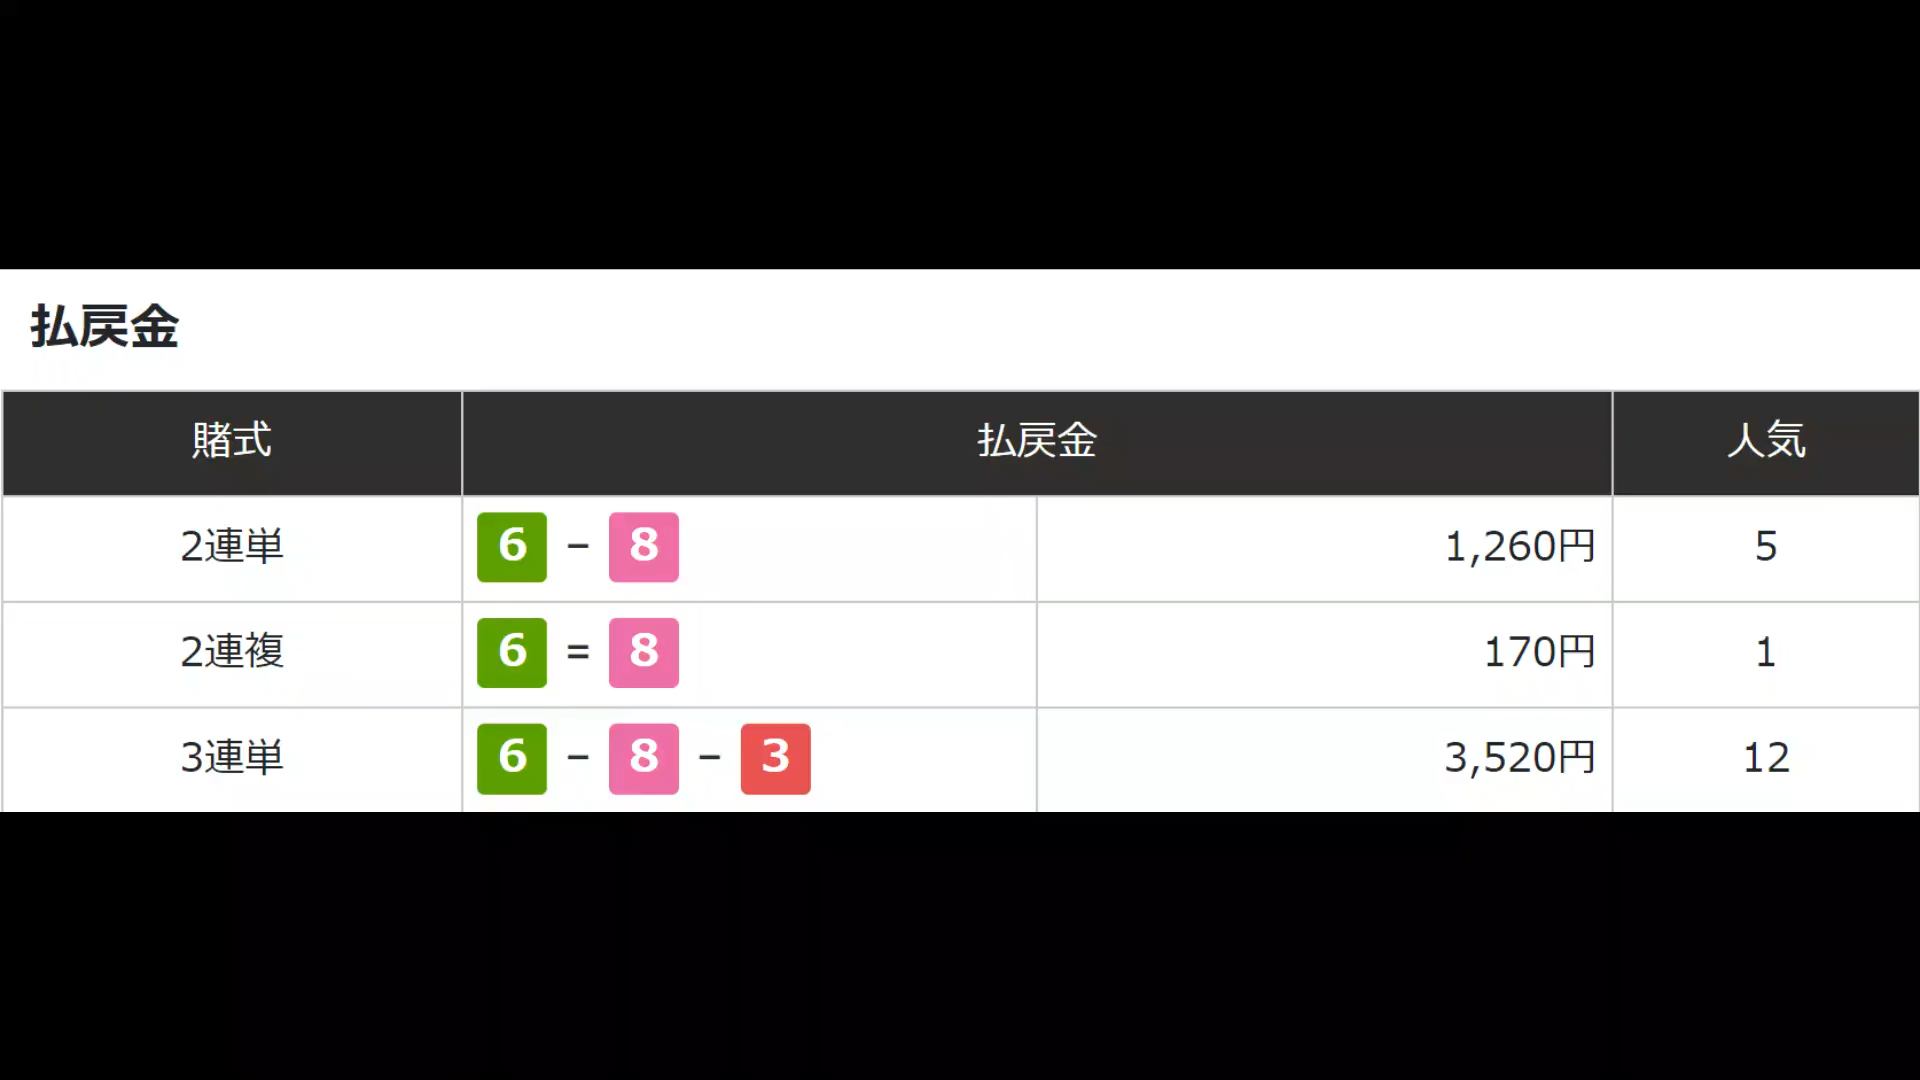 払戻金
賭式 払戻金 人気
2連単 6 - 8 1,260円 5
2連複 6 = 8 170円 1
3連単 6 - 8 - 3 3,520円 12